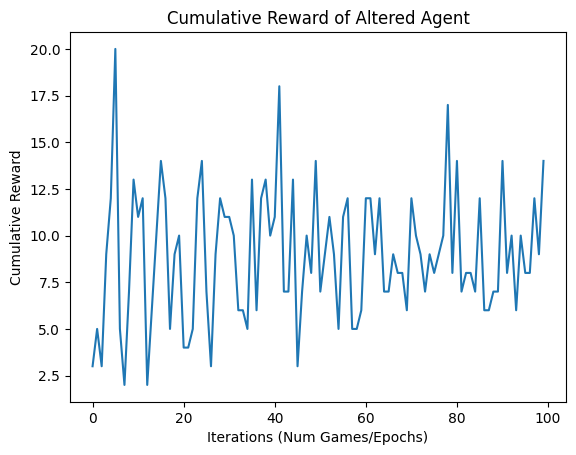 Cumulative Reward of Altered Agent
20.0
17.5
15.0
12.5
10.0
7.5
5.0
2.5
Cumulative Reward
0 20 40 60 80 100
Iterations (Num Games/Epochs)